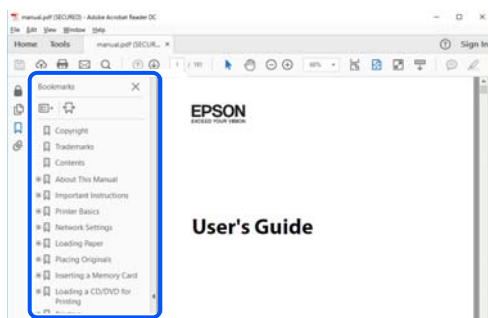 manual.pdf (SECURED) - Adobe Acrobat Reader DC
File Edit View Window Help
Home Tools manual.pdf (SECUR... ×
Sign In
1 / 191
Bookmarks
Copyright
Trademarks
Contents
About This Manual
Important Instructions
Printer Basics
Network Settings
Loading Paper
Placing Originals
Inserting a Memory Card
Loading a CD/DVD for
Printing
EPSON
EXCEED YOUR VISION
User's Guide